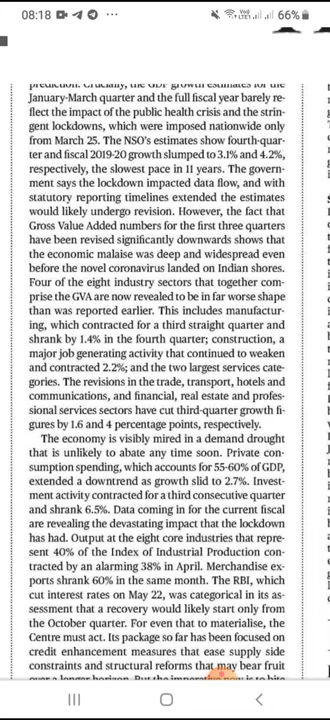 08:18
66%
prediction. Crucially, the GDP growth estimates for the
January-March quarter and the full fiscal year barely re-
flect the impact of the public health crisis and the strin-
gent lockdowns, which were imposed nationwide only
from March 25. The NSO's estimates show fourth-quar-
ter and fiscal 2019-20 growth slumped to 3.1% and 4.2%,
respectively, the slowest pace in 11 years. The govern-
ment says the lockdown impacted data flow, and with
statutory reporting timelines extended the estimates
would likely undergo revision. However, the fact that
Gross Value Added numbers for the first three quarters
have been revised significantly downwards shows that
the economic malaise was deep and widespread even
before the novel coronavirus landed on Indian shores.
Four of the eight industry sectors that together com-
prise the GVA are now revealed to be in far worse shape
than was reported earlier. This includes manufactur-
ing, which contracted for a third straight quarter and
shrank by 1.4% in the fourth quarter; construction, a
major job generating activity that continued to weaken
and contracted 2.2%; and the two largest services cate-
gories. The revisions in the trade, transport, hotels and
communications, and financial, real estate and profes-
sional services sectors have cut third-quarter growth fi-
gures by 1.6 and 4 percentage points, respectively.
The economy is visibly mired in a demand drought
that is unlikely to abate any time soon. Private con-
sumption spending, which accounts for 55-60% of GDP,
extended a downtrend as growth slid to 2.7%. Invest-
ment activity contracted for a third consecutive quarter
and shrank 6.5%. Data coming in for the current fiscal
are revealing the devastating impact that the lockdown
has had. Output at the eight core industries that repre-
sent 40% of the Index of Industrial Production con-
tracted by an alarming 38% in April. Merchandise ex-
ports shrank 60% in the same month. The RBI, which
cut interest rates on May 22, was categorical in its as-
sessment that a recovery would likely start only from
the October quarter. For even that to materialise, the
Centre must act. Its package so far has been focused on
credit enhancement measures that ease supply side
constraints and structural reforms that may bear fruit
over a longer horizon. But the imperative now is to bite